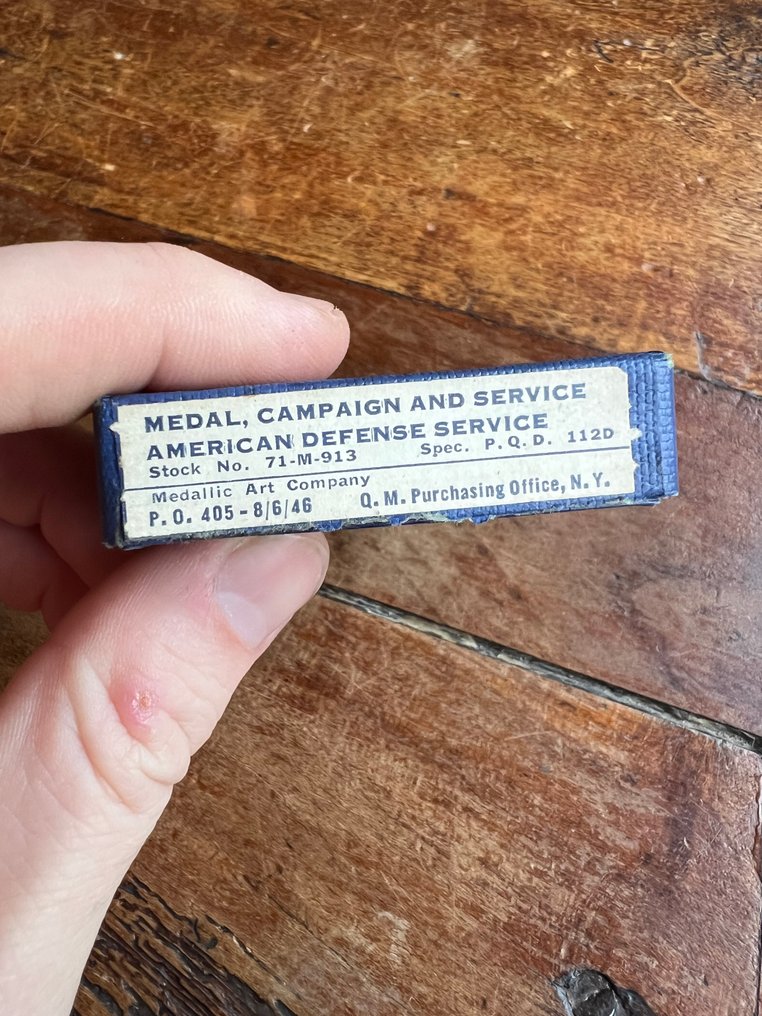 MEDAL, CAMPAIGN AND SERVICE
AMERICAN DEFENSE SERVICE
Stock No. 71-M-913 Spec. P.Q.D. 112D
Medallic Art Company
P.O. 405-8/6/46 Q.M. Purchasing Office, N.Y.